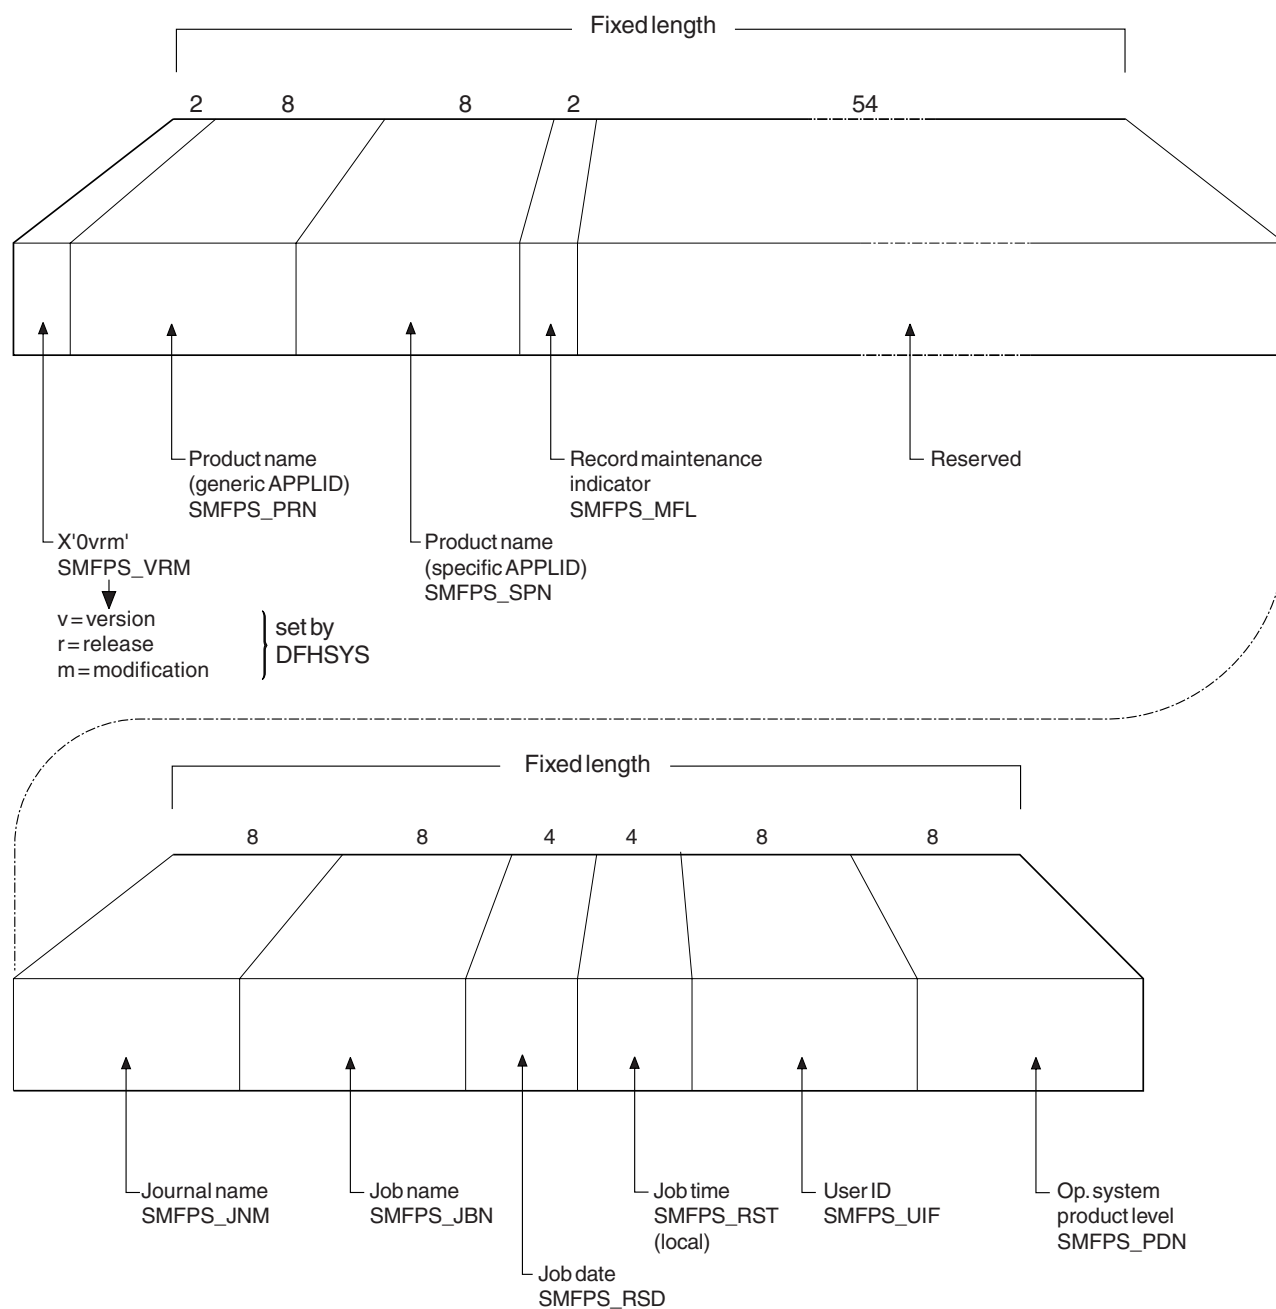 Fixed length
2 8 8 2 54
Product name
(generic APPLID)
SMFPS_PRN
Record maintenance
indicator
SMFPS_MFL
Reserved
X'0vrm'
SMFPS_VRM
Product name
(specific APPLID)
SMFPS_SPN
v=version
r=release
m=modification
set by
DFHSYS
Fixed length
8 8 4 4 8 8
Journal name
SMFPS_JNM
Job name
SMFPS_JBN
Job time
SMFPS_RST
(local)
User ID
SMFPS_UIF
Op. system
product level
SMFPS_PDN
Job date
SMFPS_RSD